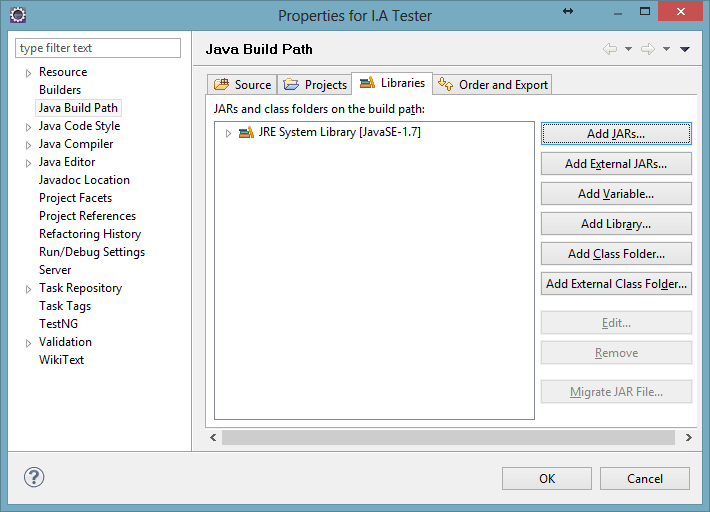 Properties for I.A Tester
type filter text
Resource
Builders
Java Build Path
Java Code Style
Java Compiler
Java Editor
Javadoc Location
Project Facets
Project References
Refactoring History
Run/Debug Settings
Server
Task Repository
Task Tags
TestNG
Validation
WikiText
Java Build Path
Source
Projects
Libraries
Order and Export
JARs and class folders on the build path:
JRE System Library [JavaSE-1.7]
Add JARs...
Add External JARs...
Add Variable...
Add Library...
Add Class Folder...
Add External Class Folder...
Edit...
Remove
Migrate JAR File...
?
OK
Cancel